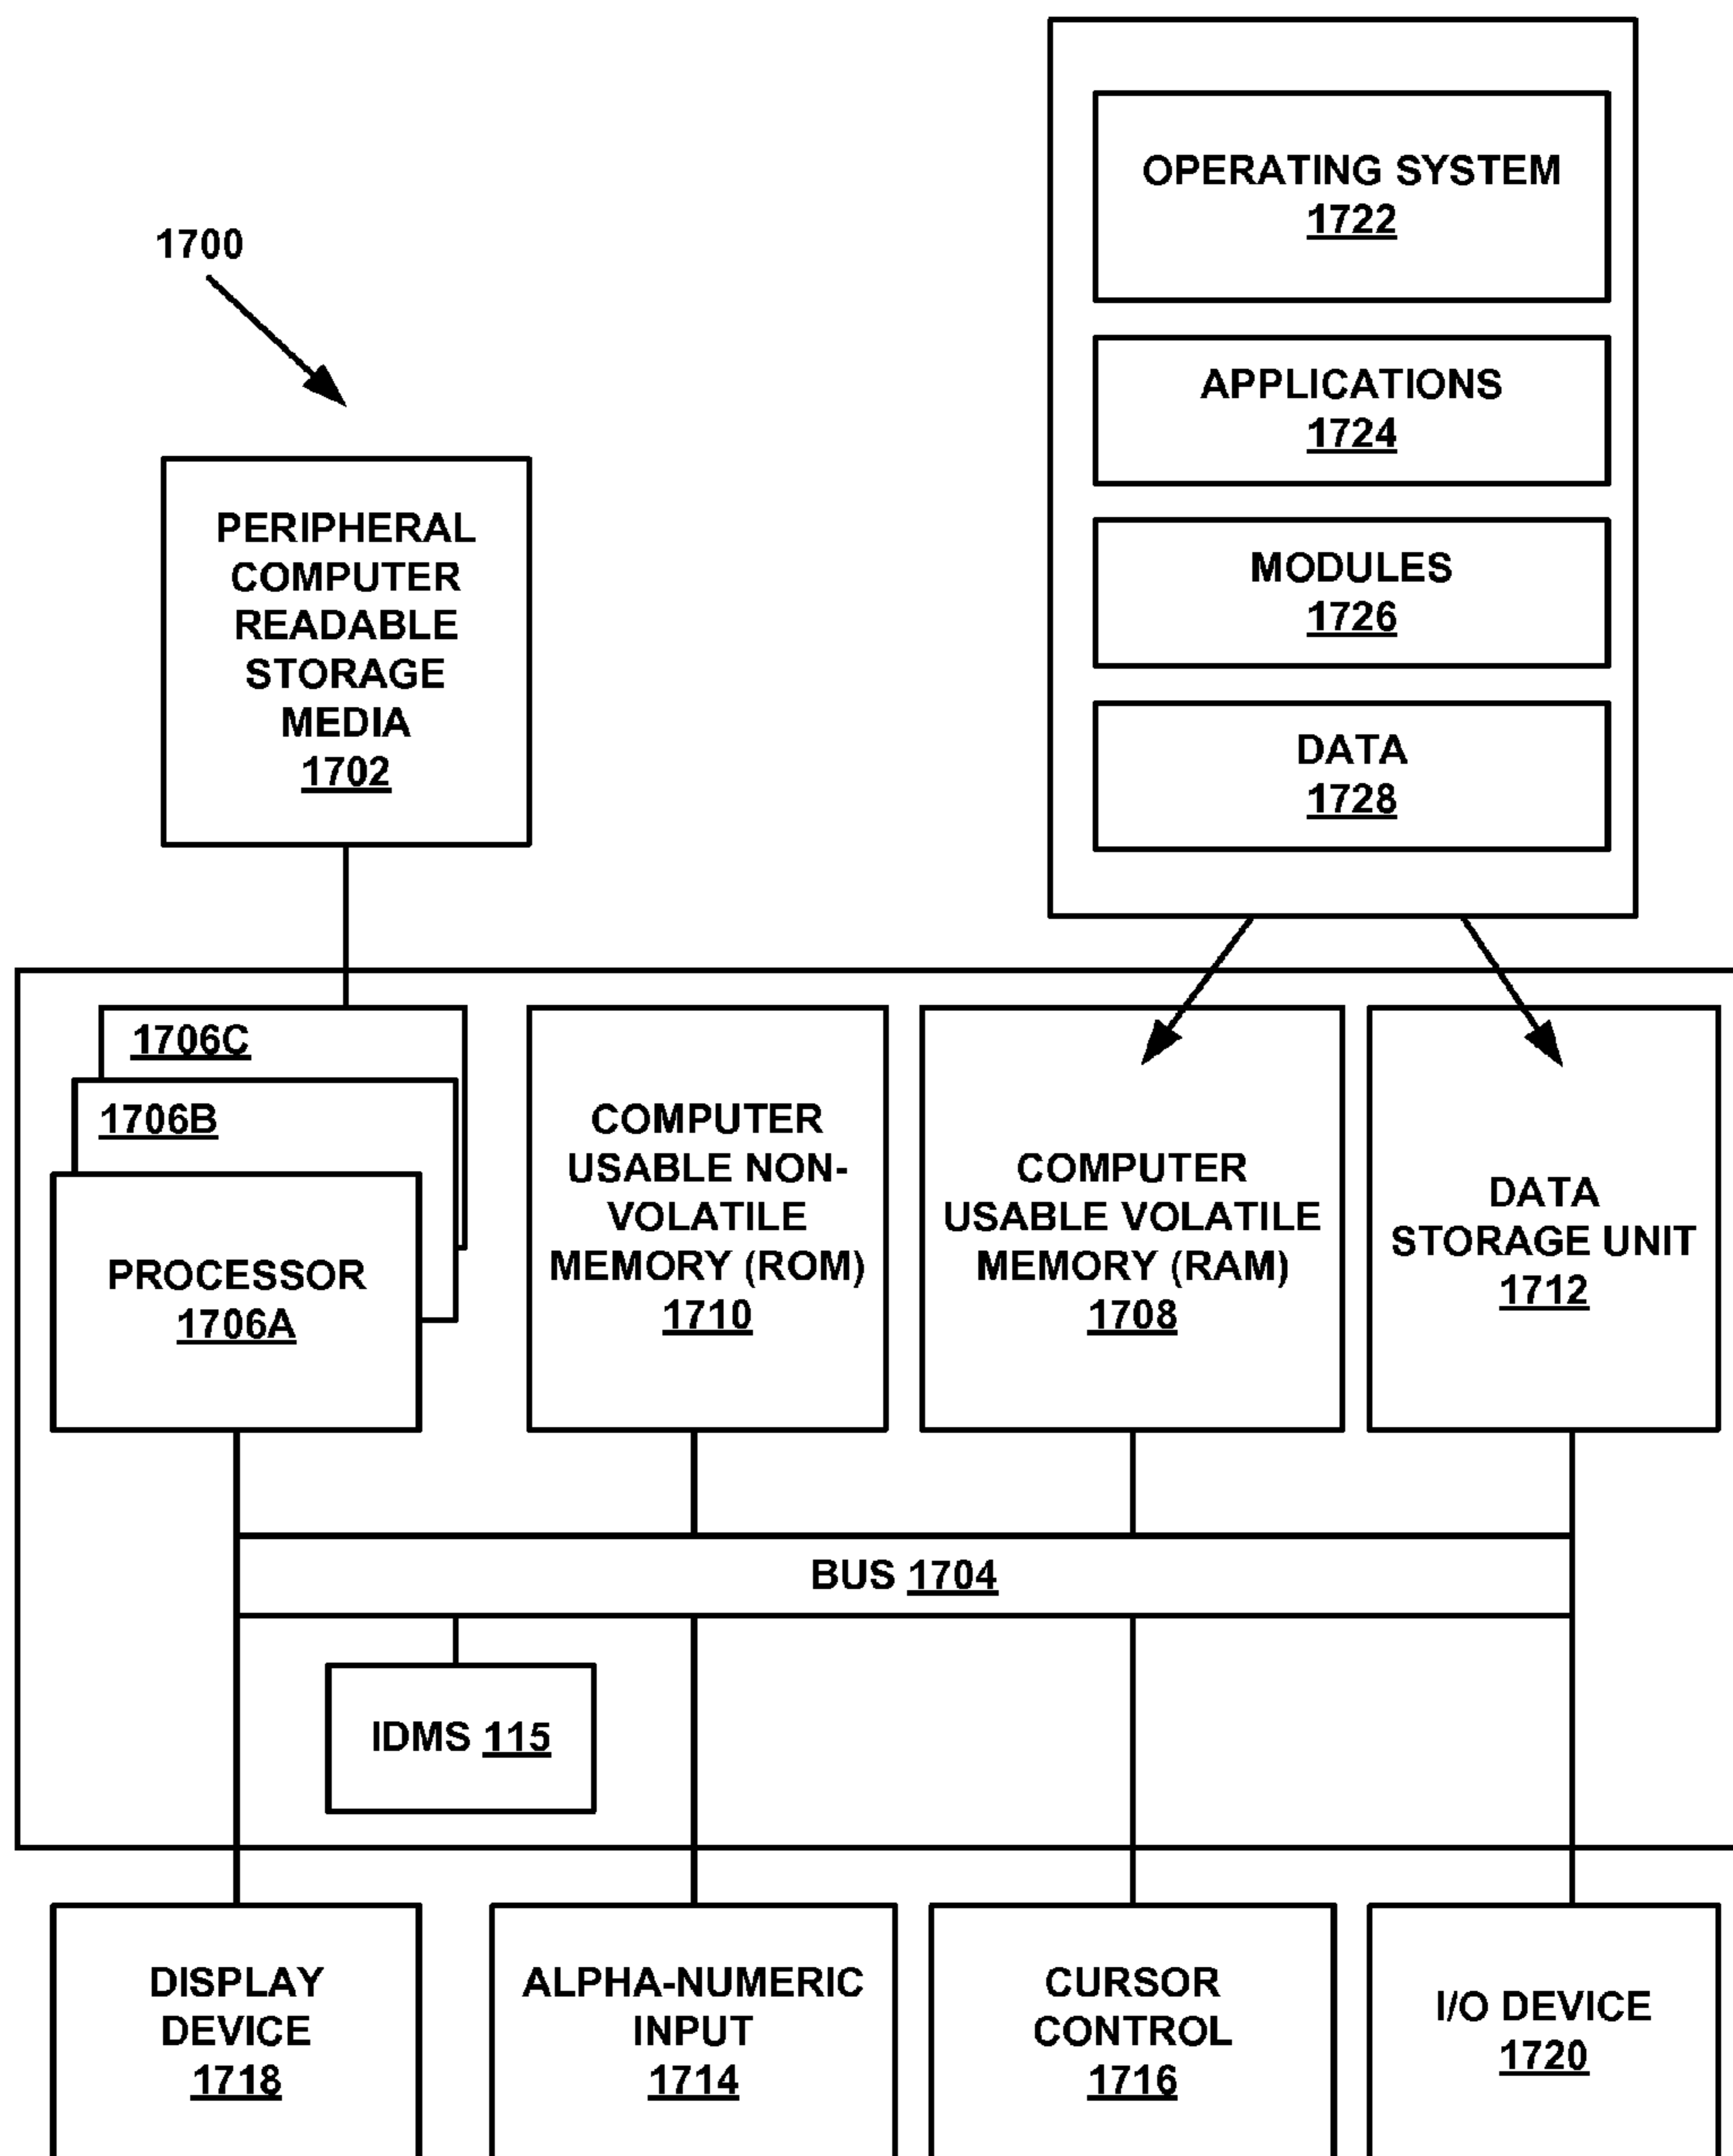 OPERATING SYSTEM
1722
1700
APPLICATIONS
1724
PERIPHERAL
COMPUTER
READABLE
STORAGE
MEDIA
1702
MODULES
1726
DATA
1728
1706C
1706B
PROCESSOR
1706A
COMPUTER
USABLE NON-
VOLATILE
MEMORY (ROM)
1710
COMPUTER
USABLE VOLATILE
MEMORY (RAM)
1708
DATA
STORAGE UNIT
1712
BUS 1704
IDMS 115
DISPLAY
DEVICE
1718
ALPHA-NUMERIC
INPUT
1714
CURSOR
CONTROL
1716
I/O DEVICE
1720